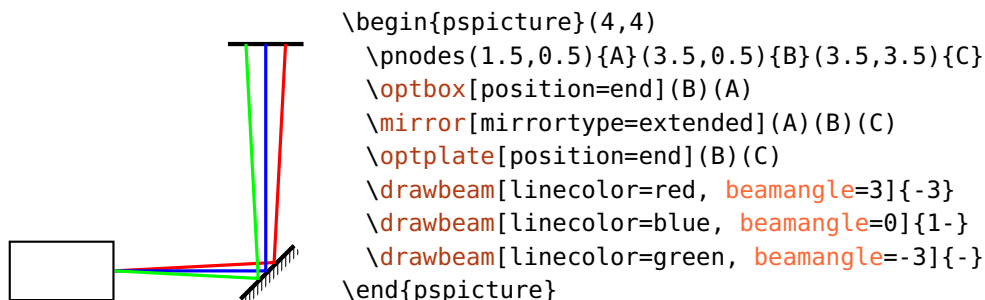 \begin{pspicture}(4,4)
  \pnodes(1.5,0.5){A}(3.5,0.5){B}(3.5,3.5){C}
  \optbox[position=end](B)(A)
  \mirror[mirrortype=extended](A)(B)(C)
  \optplate[position=end](B)(C)
  \drawbeam[linecolor=red, beamangle=3]{-3}
  \drawbeam[linecolor=blue, beamangle=0]{1-}
  \drawbeam[linecolor=green, beamangle=-3]{-}
\end{pspicture}